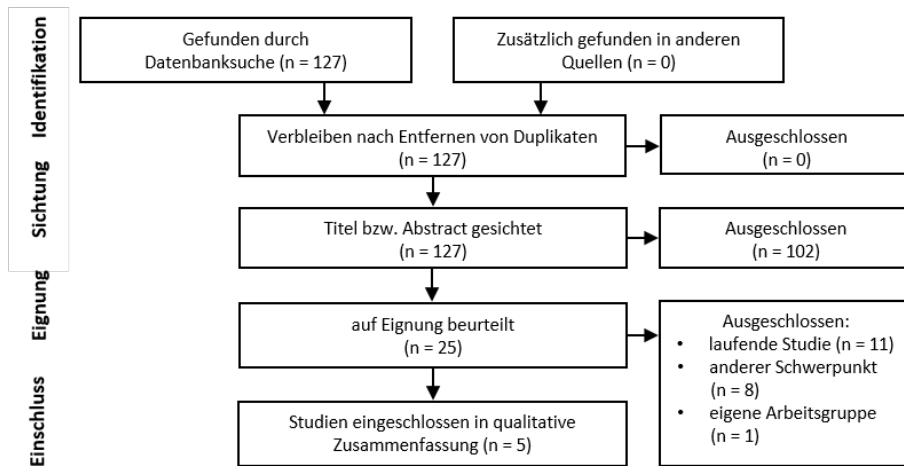 Identifikation
Gefunden durch
Datenbanksuche (n = 127)
Zusätzlich gefunden in anderen
Quellen (n = 0)
Sichtung
Verbleiben nach Entfernen von Duplikaten
(n = 127)
Ausgeschlossen
(n = 0)
Titel bzw. Abstract gesichtet
(n = 127)
Ausgeschlossen
(n = 102)
Eignung
auf Eignung beurteilt
(n = 25)
Ausgeschlossen:
• laufende Studie (n = 11)
• anderer Schwerpunkt
(n = 8)
• eigene Arbeitsgruppe
(n = 1)
Einschluss
Studien eingeschlossen in qualitative
Zusammenfassung (n = 5)